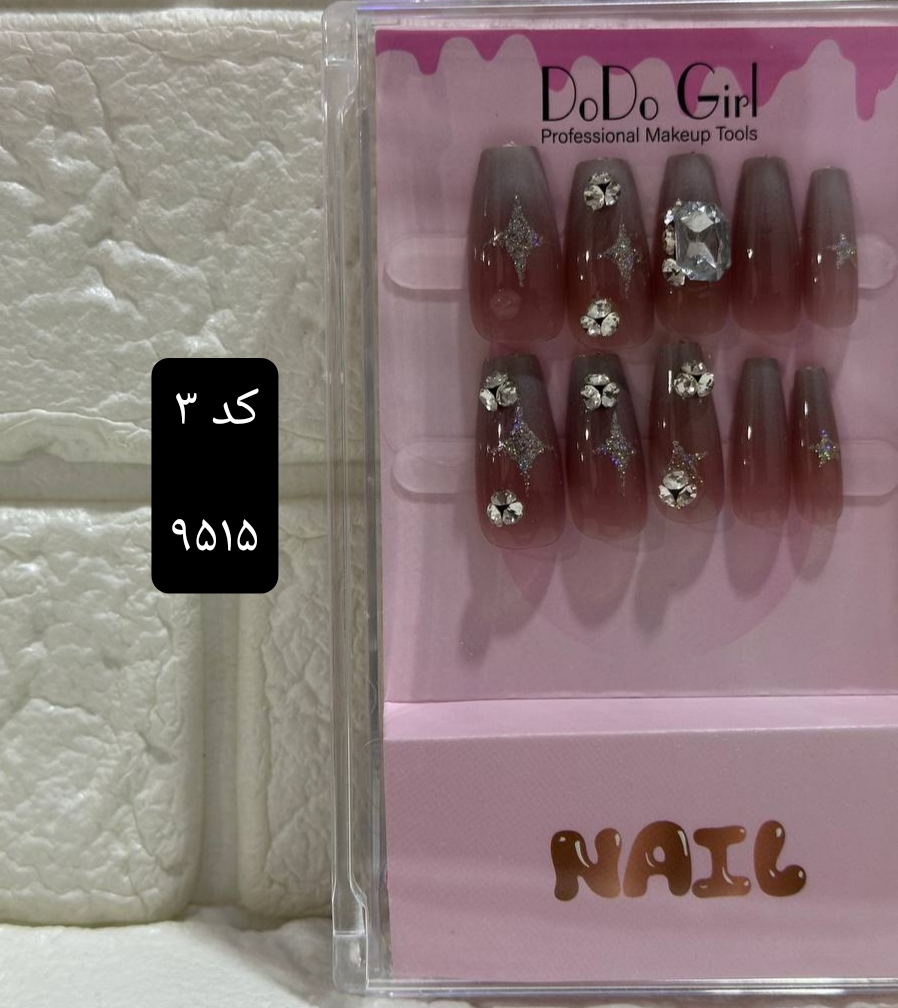 DoDo Girl
Professional Makeup Tools
کد ۳
۹۵۱۵
NAIL